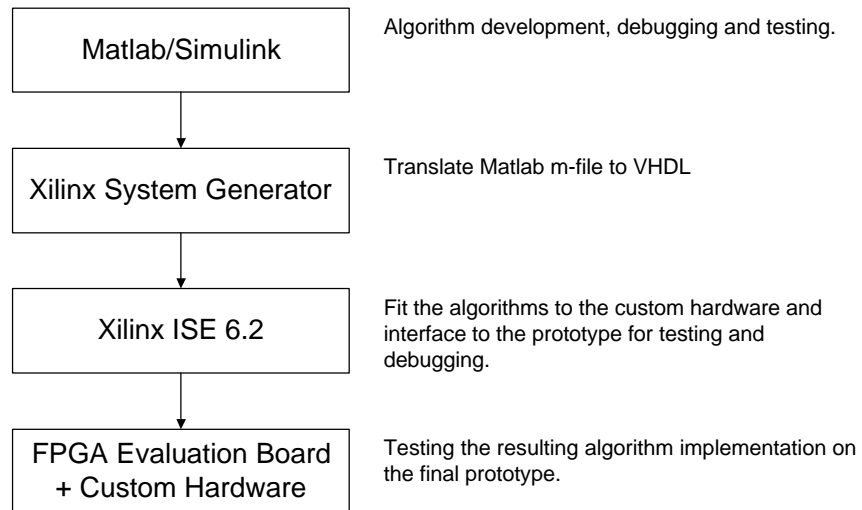 Matlab/Simulink
Algorithm development, debugging and testing.
Xilinx System Generator
Translate Matlab m-file to VHDL
Xilinx ISE 6.2
Fit the algorithms to the custom hardware and
interface to the prototype for testing and
debugging.
FPGA Evaluation Board
+ Custom Hardware
Testing the resulting algorithm implementation on
the final prototype.